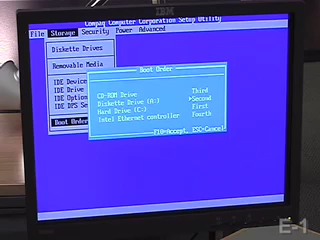 IBM
Compaq Computer Corporation Setup Utility
File Storage Security Power Advanced
Diskette Drives
Removable Media
IDE Device
IDE Drive
IDE Option
IDE DPS Se
Boot Order
Boot Order
CD-ROM Drive Third
Diskette Drive (A:) Second
Hard Drive (C:) First
Intel Ethernet controller Fourth
F10=Accept, ESC=Cancel
E-1